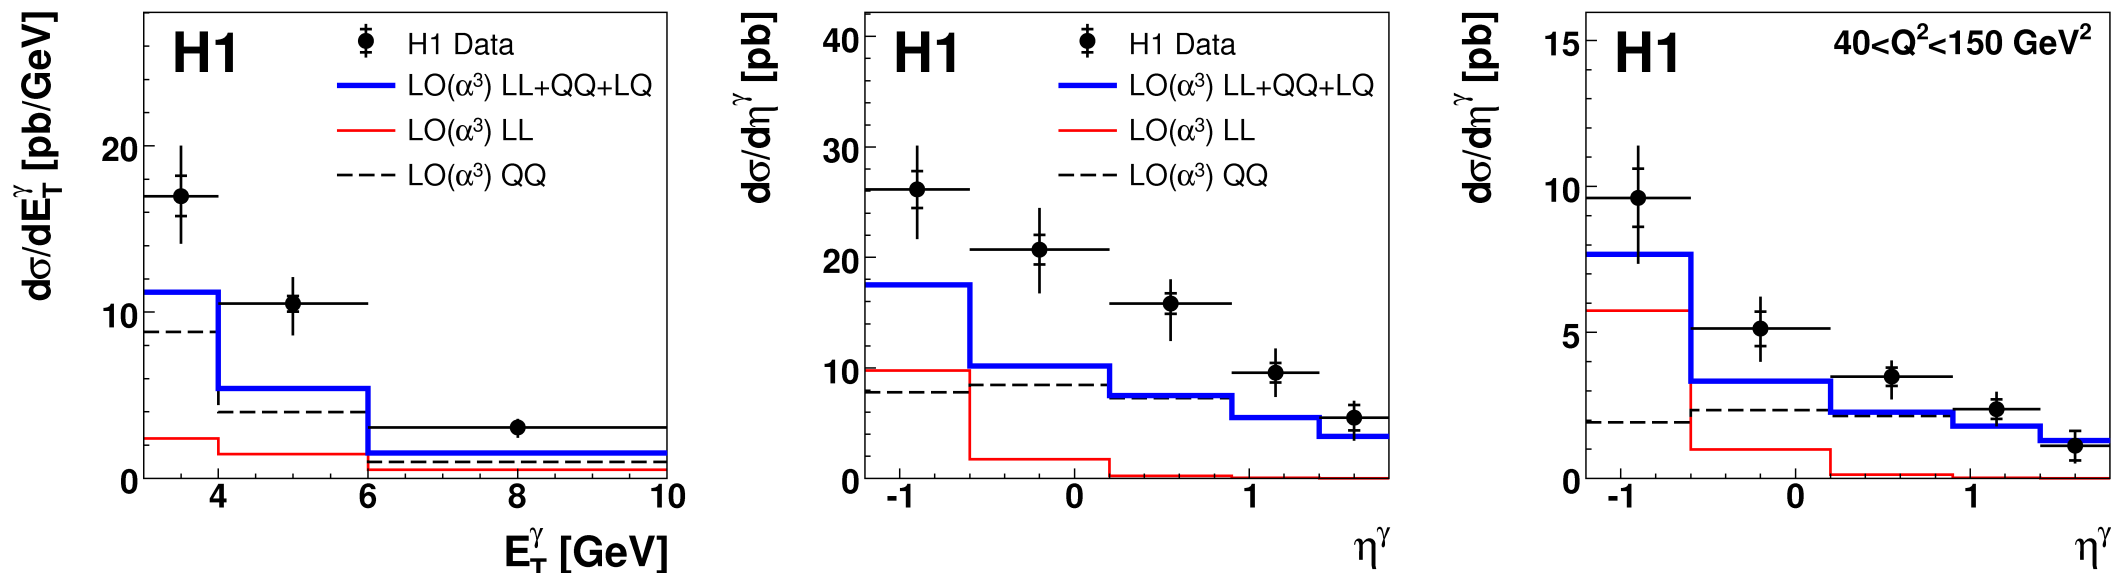 H1
H1 Data
LO(α³) LL+QQ+LQ
LO(α³) LL
LO(α³) QQ
dσ/dE_T^γ [pb/GeV]
20
10
0
4 6 8 10
E_T^γ [GeV]
H1
H1 Data
LO(α³) LL+QQ+LQ
LO(α³) LL
LO(α³) QQ
dσ/dη^γ [pb]
40
30
20
10
0
-1 0 1
η^γ
H1
40<Q²<150 GeV²
dσ/dη^γ [pb]
15
10
5
0
-1 0 1
η^γ